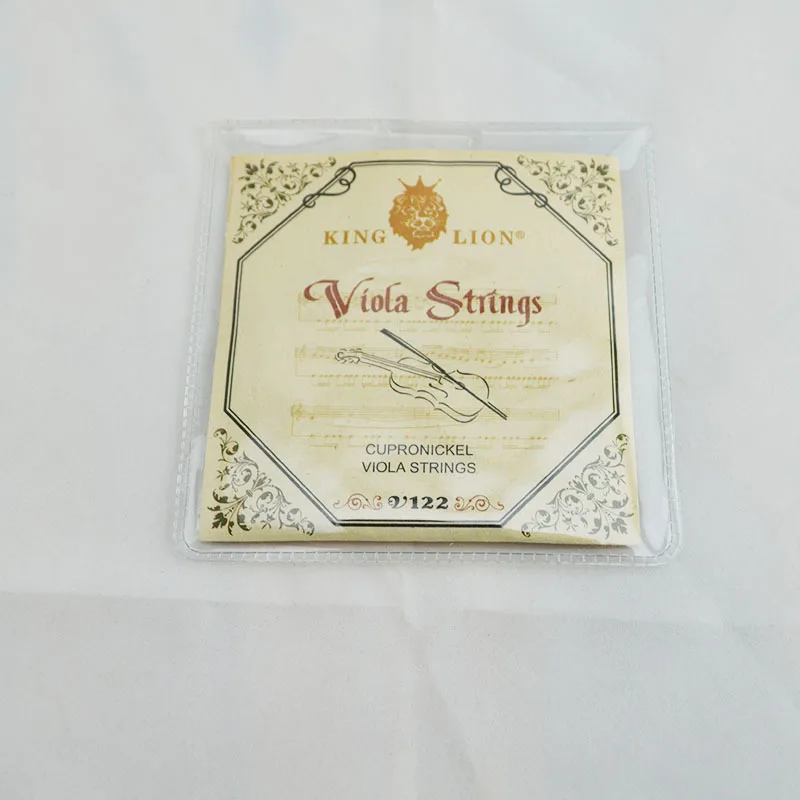 KING LION®
Viola Strings
CUPRONICKEL
VIOLA STRINGS
V122